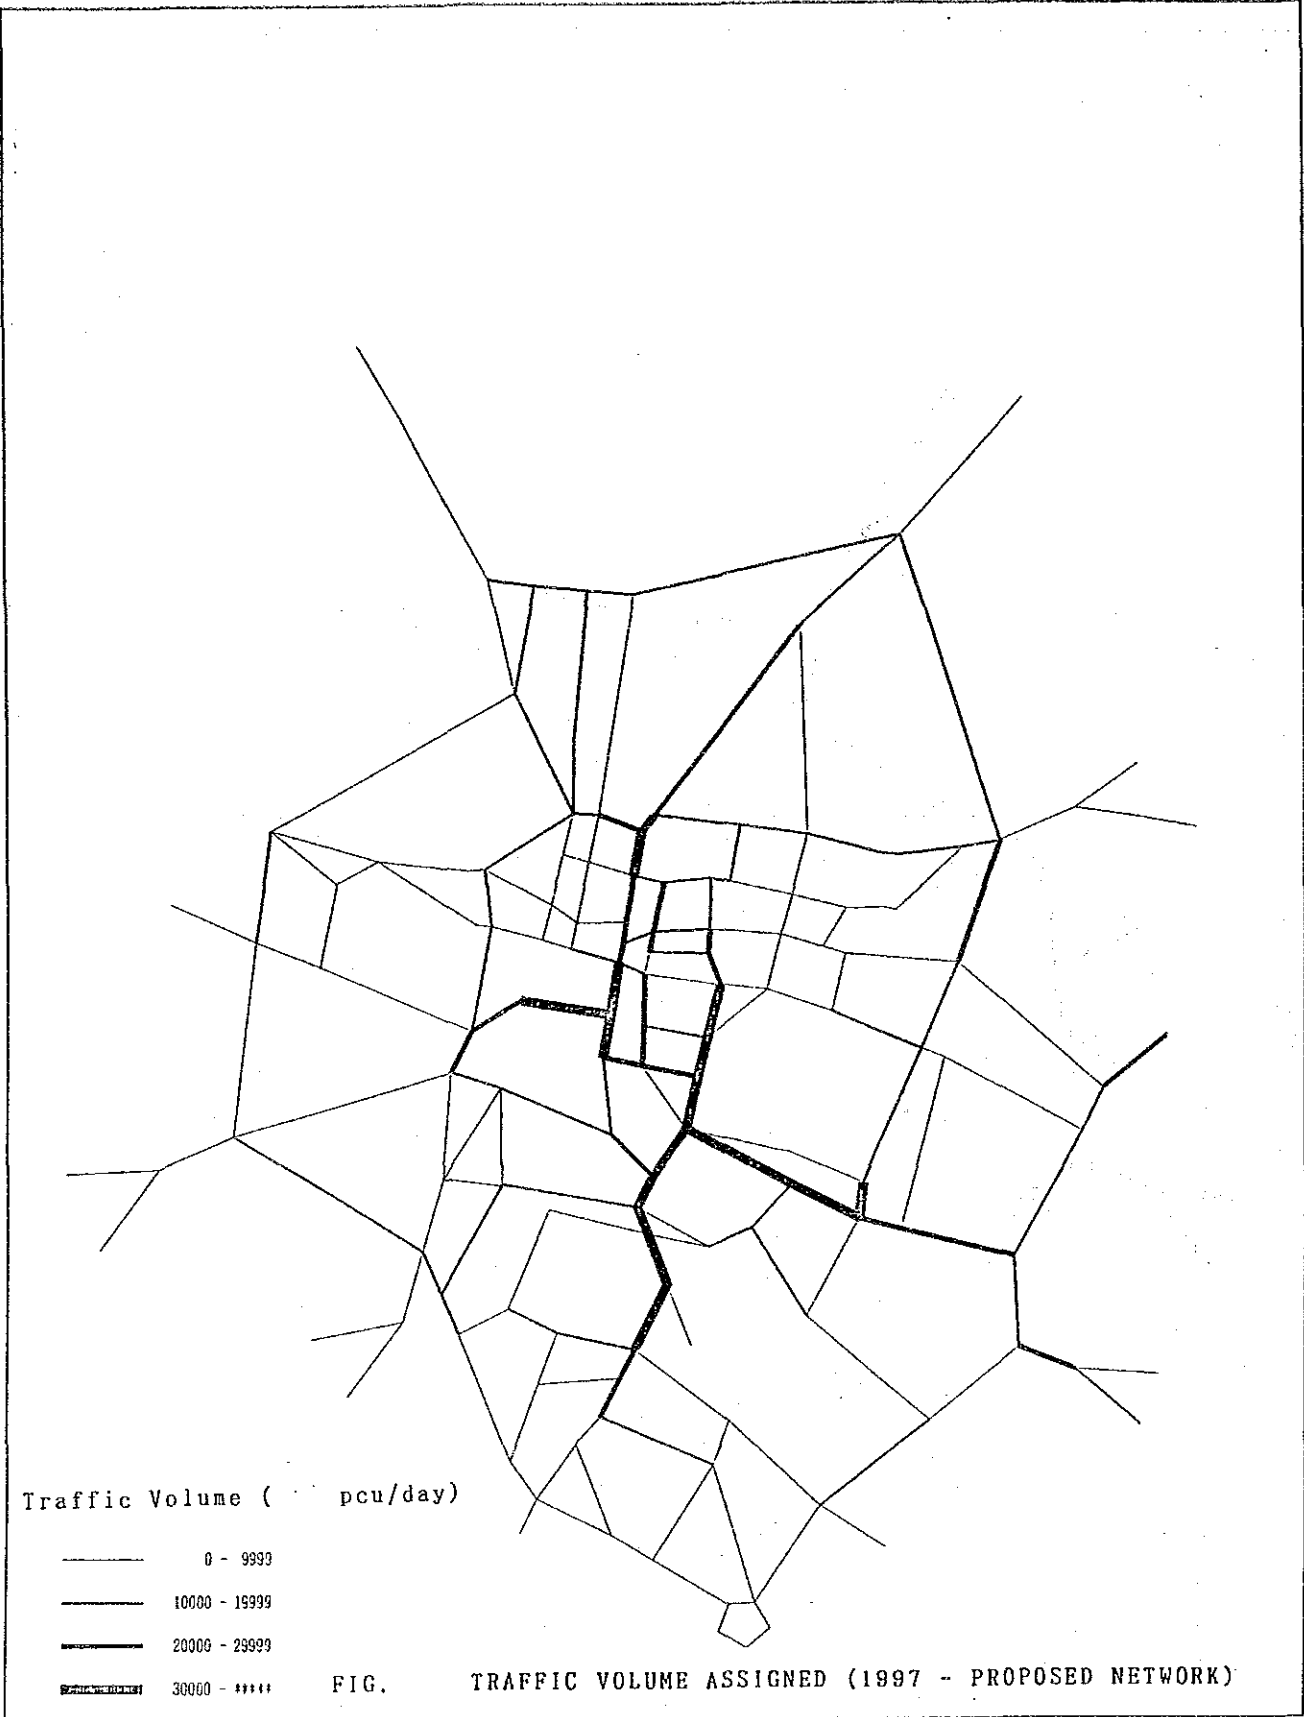 Traffic Volume ( pcu/day)
0 - 9999
10000 - 19999
20000 - 29999
30000 - *****
FIG. TRAFFIC VOLUME ASSIGNED (1997 - PROPOSED NETWORK)